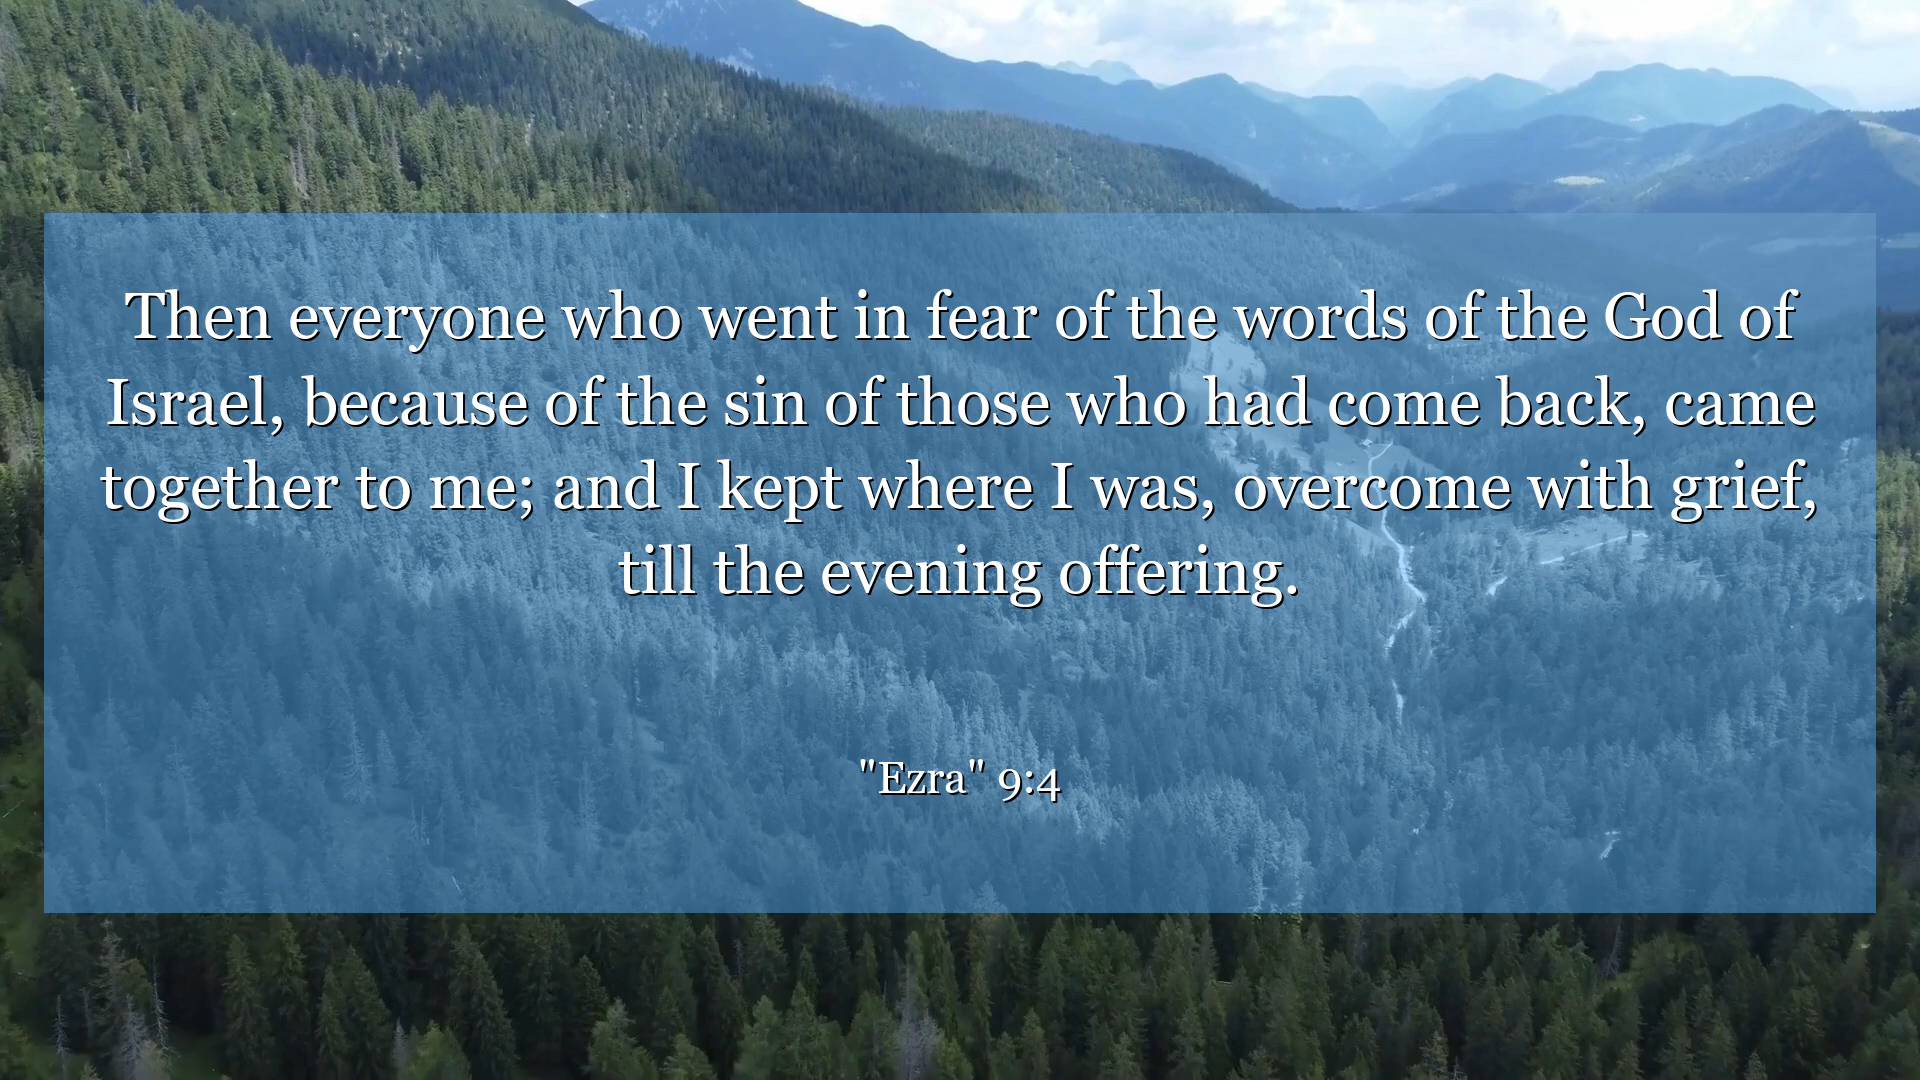 Then everyone who went in fear of the words of the God of
Israel, because of the sin of those who had come back, came
together to me; and I kept where I was, overcome with grief,
till the evening offering.
"Ezra" 9:4